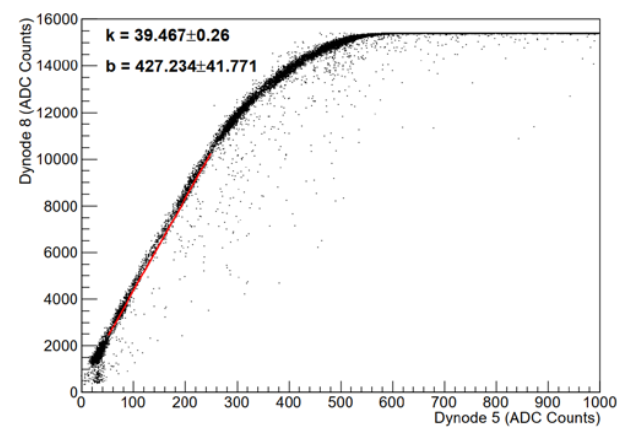 k = 39.467±0.26
b = 427.234±41.771
Dynode 8 (ADC Counts)
16000
14000
12000
10000
8000
6000
4000
2000
0
0 100 200 300 400 500 600 700 800 900 1000
Dynode 5 (ADC Counts)